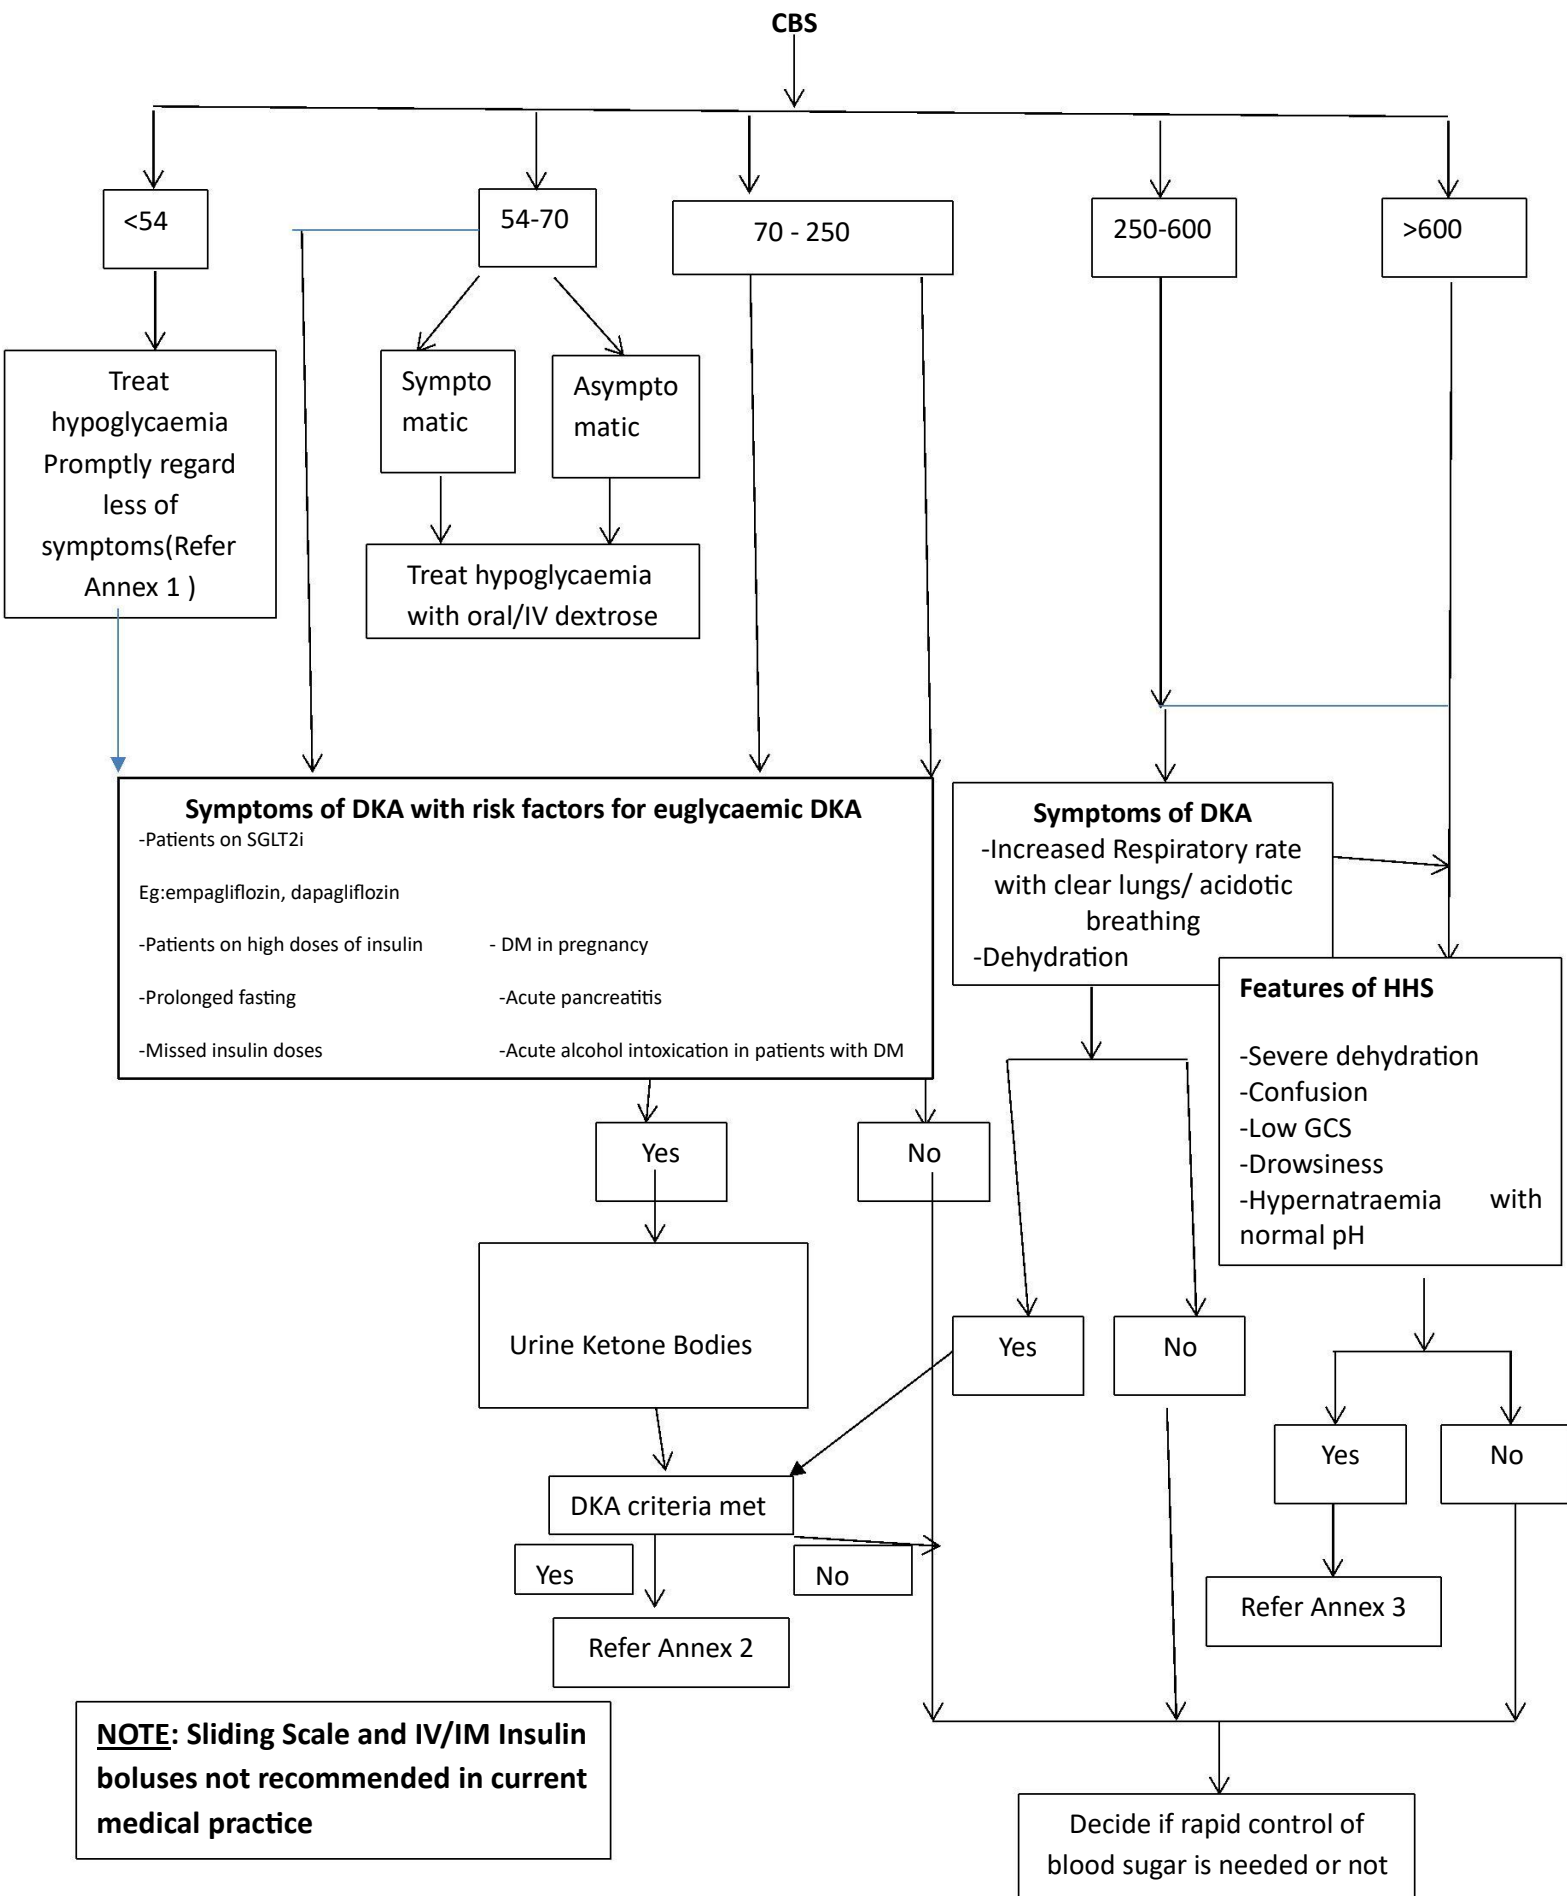 CBS
<54
54-70
70 - 250
250-600
>600
Treat
hypoglycaemia
Promptly regard
less of
symptoms(Refer
Annex 1 )
Sympto
matic
Asympto
matic
Treat hypoglycaemia
with oral/IV dextrose
Symptoms of DKA with risk factors for euglycaemic DKA
-Patients on SGLT2i
Eg:empagliflozin, dapagliflozin
-Patients on high doses of insulin - DM in pregnancy
-Prolonged fasting -Acute pancreatitis
-Missed insulin doses -Acute alcohol intoxication in patients with DM
Symptoms of DKA
-Increased Respiratory rate
with clear lungs/ acidotic
breathing
-Dehydration
Features of HHS
-Severe dehydration
-Confusion
-Low GCS
-Drowsiness
-Hypernatraemia with
normal pH
Yes
No
Urine Ketone Bodies
Yes
No
Yes
No
DKA criteria met
Yes
No
Refer Annex 3
Refer Annex 2
NOTE: Sliding Scale and IV/IM Insulin
boluses not recommended in current
medical practice
Decide if rapid control of
blood sugar is needed or not